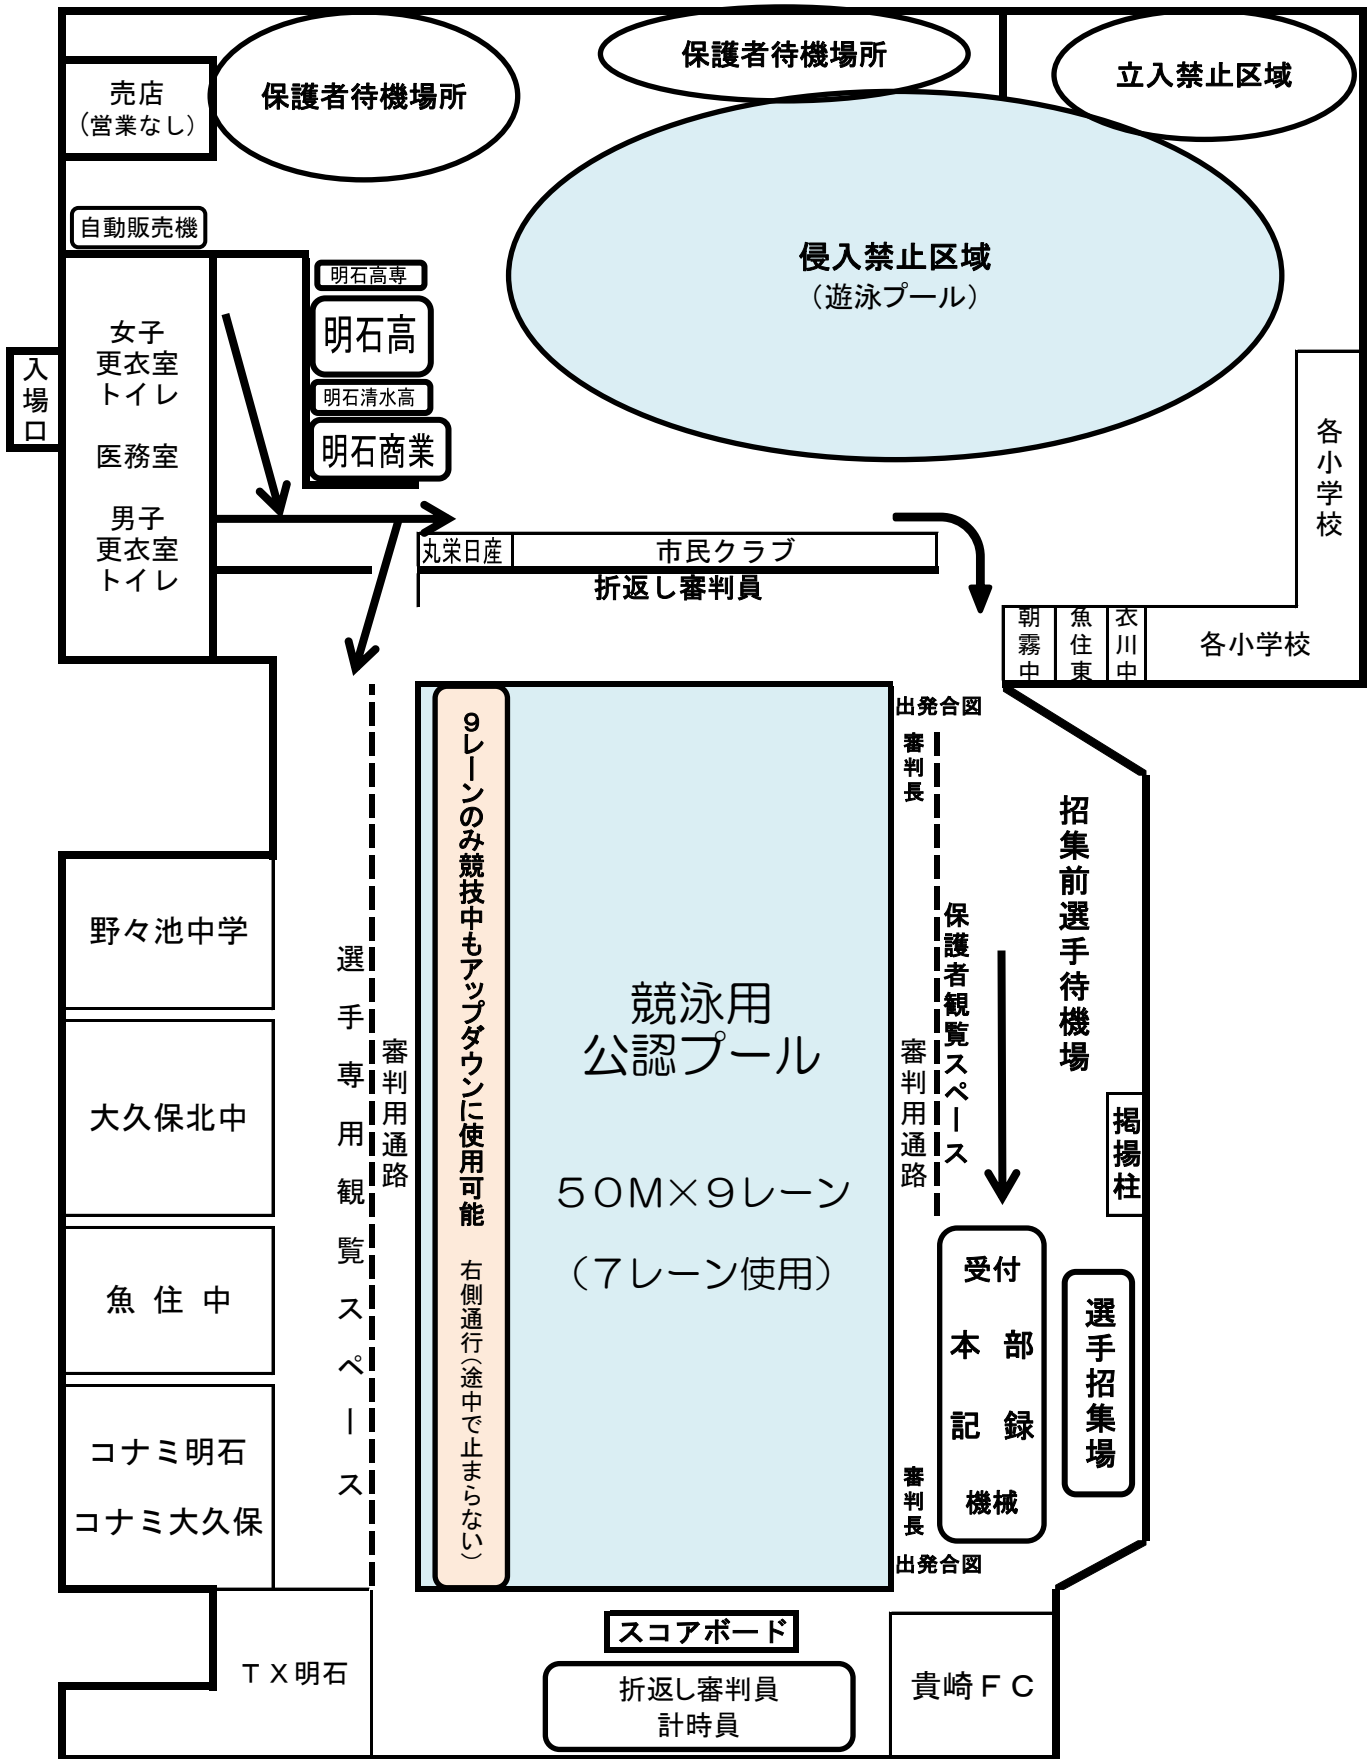 保護者待機場所
保護者待機場所
立入禁止区域
売店
（営業なし）
自動販売機
侵入禁止区域
（遊泳プール）
明石高専
明石高
明石清水高
明石商業
入場口
女子
更衣室
トイレ
医務室
男子
更衣室
トイレ
各小学校
丸栄日産
市民クラブ
折返し審判員
朝霧中
魚住東
衣川中
各小学校
出発合図
審判長
招集前選手待機場
9レーンのみ競技中もアップダウンに使用可能　右側通行（途中で止まらない）
野々池中学
大久保北中
魚住中
コナミ明石
コナミ大久保
選手専用観覧スペース
審判用通路
競泳用
公認プール
５０Ｍ×９レーン
（７レーン使用）
審判用通路
保護者観覧スペース
掲揚柱
受付
本部
記録
機械
選手招集場
審判長
出発合図
スコアボード
折返し審判員
計時員
ＴＸ明石
貴崎ＦＣ